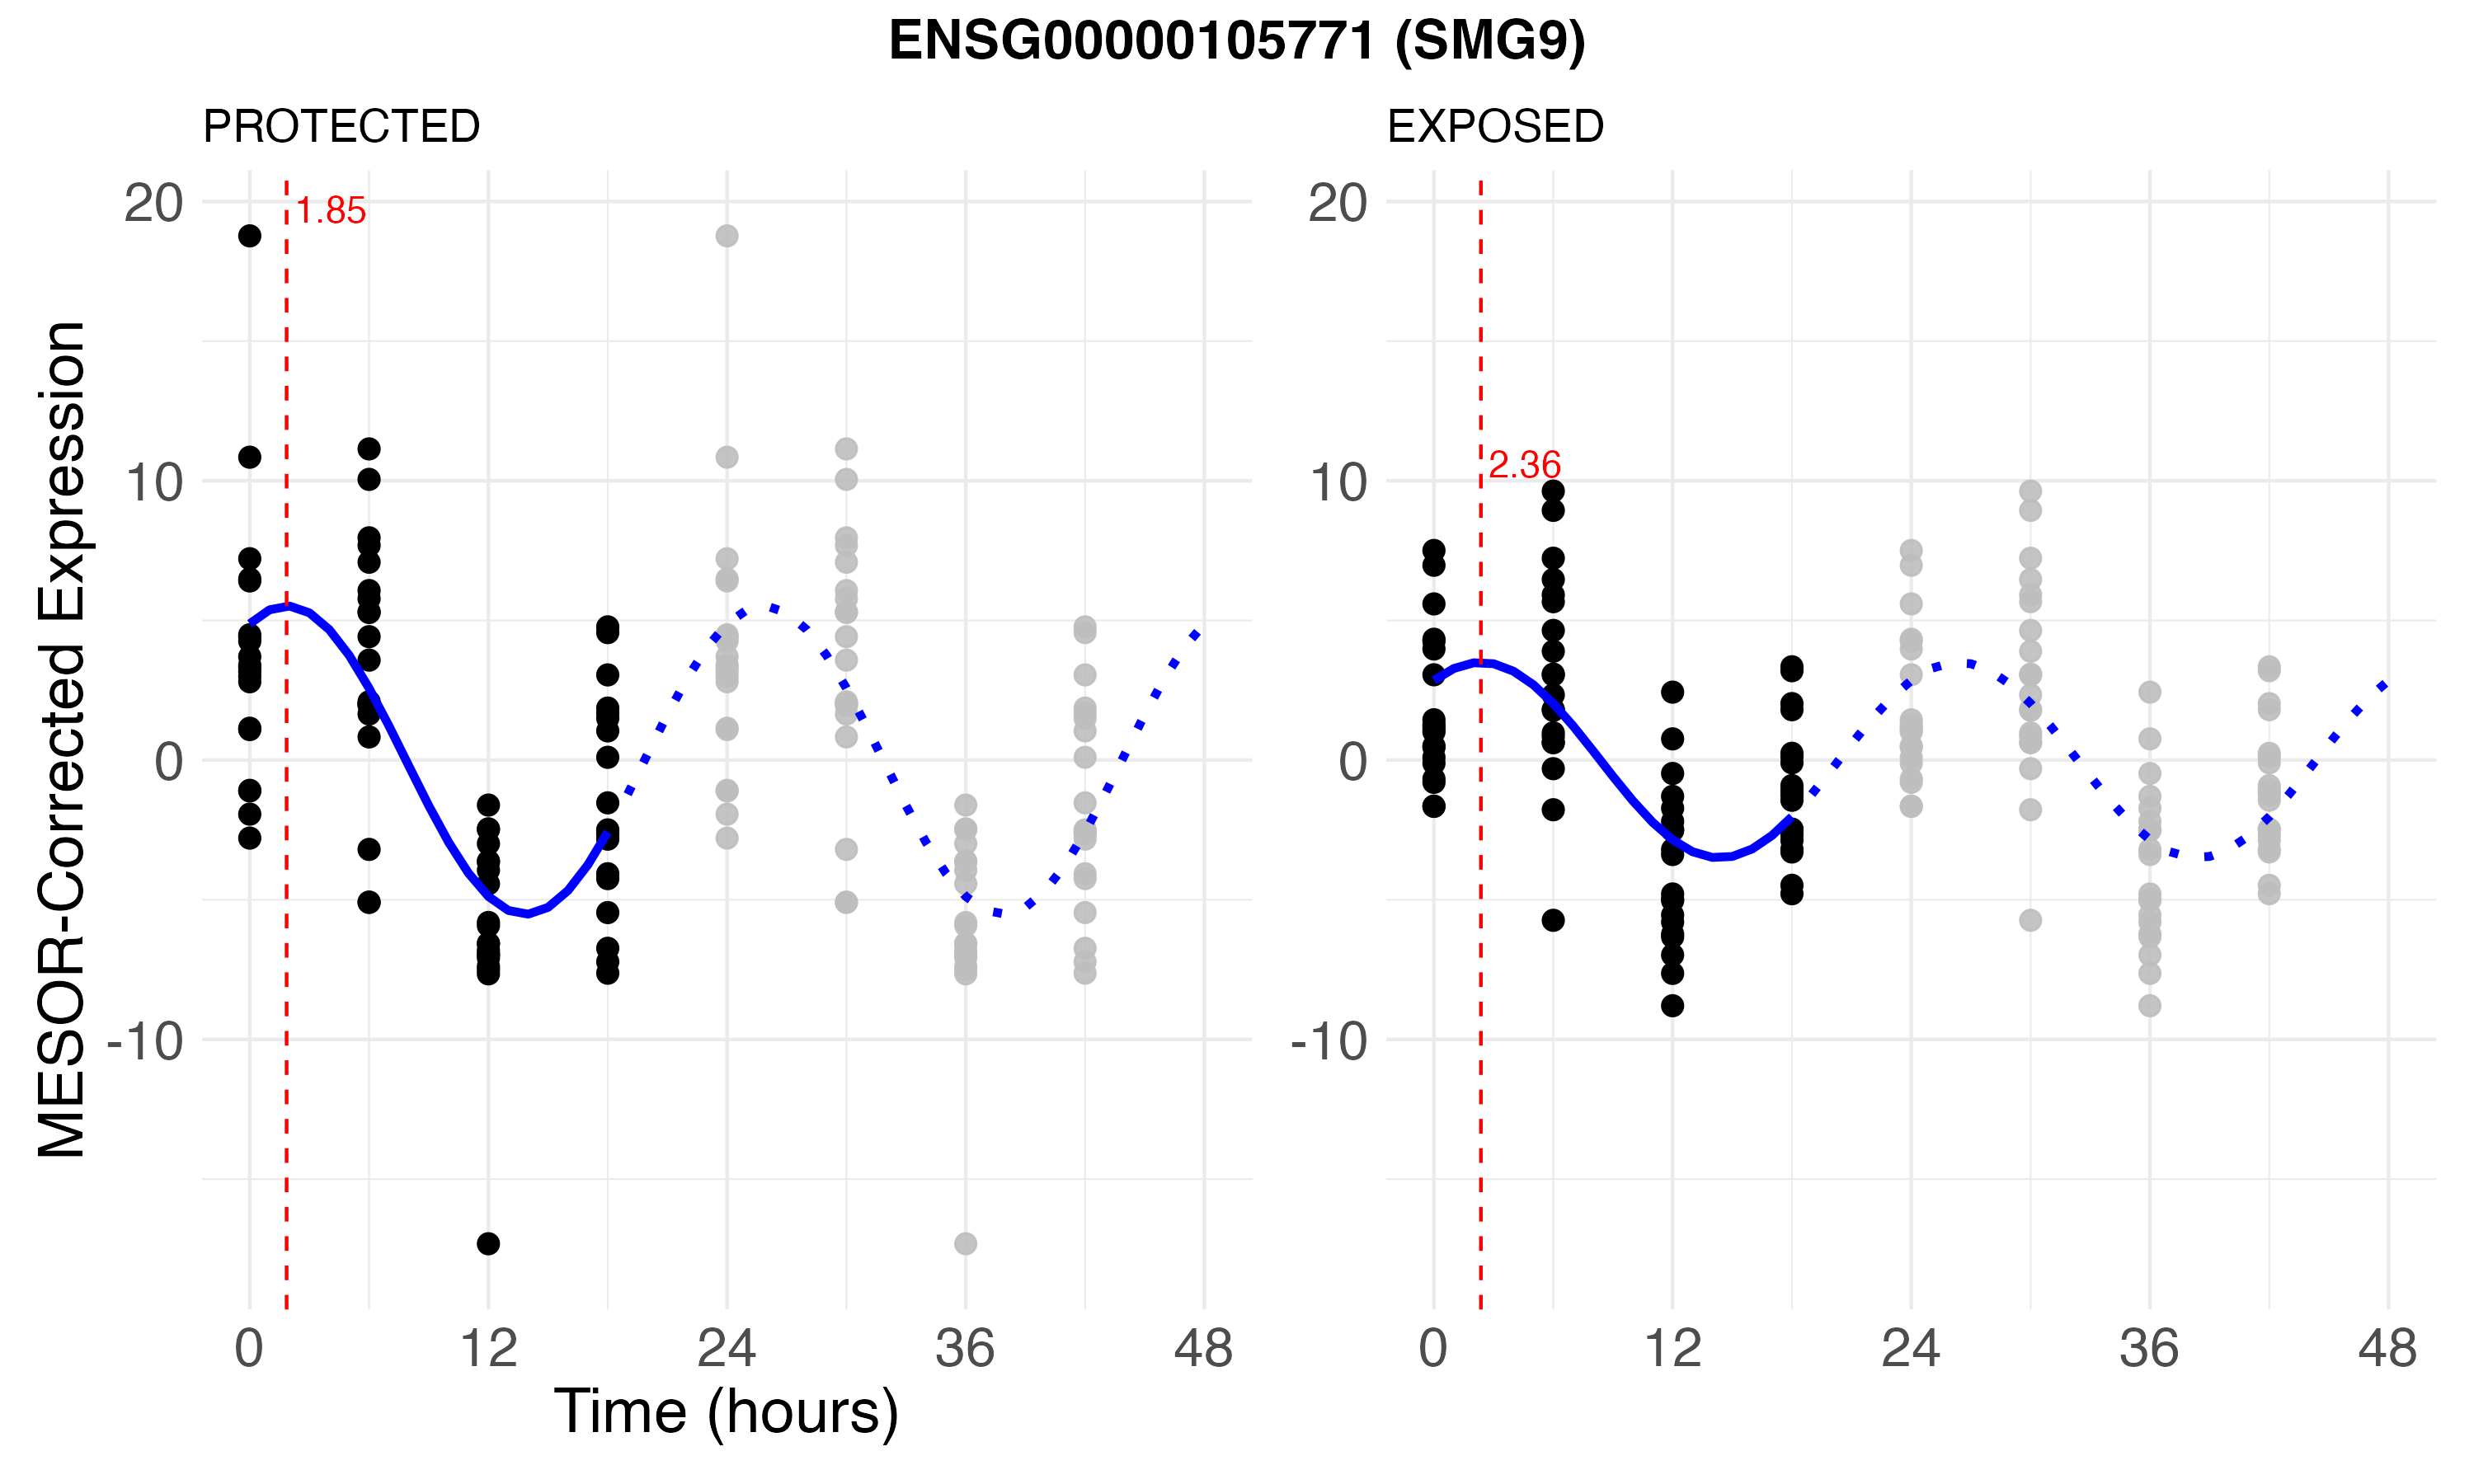 ENSG00000105771 (SMG9)
PROTECTED
EXPOSED
MESOR-Corrected Expression
20
10
0
-10
1.85
0 12 24 36 48
20
10
0
-10
2.36
0 12 24 36 48
Time (hours)